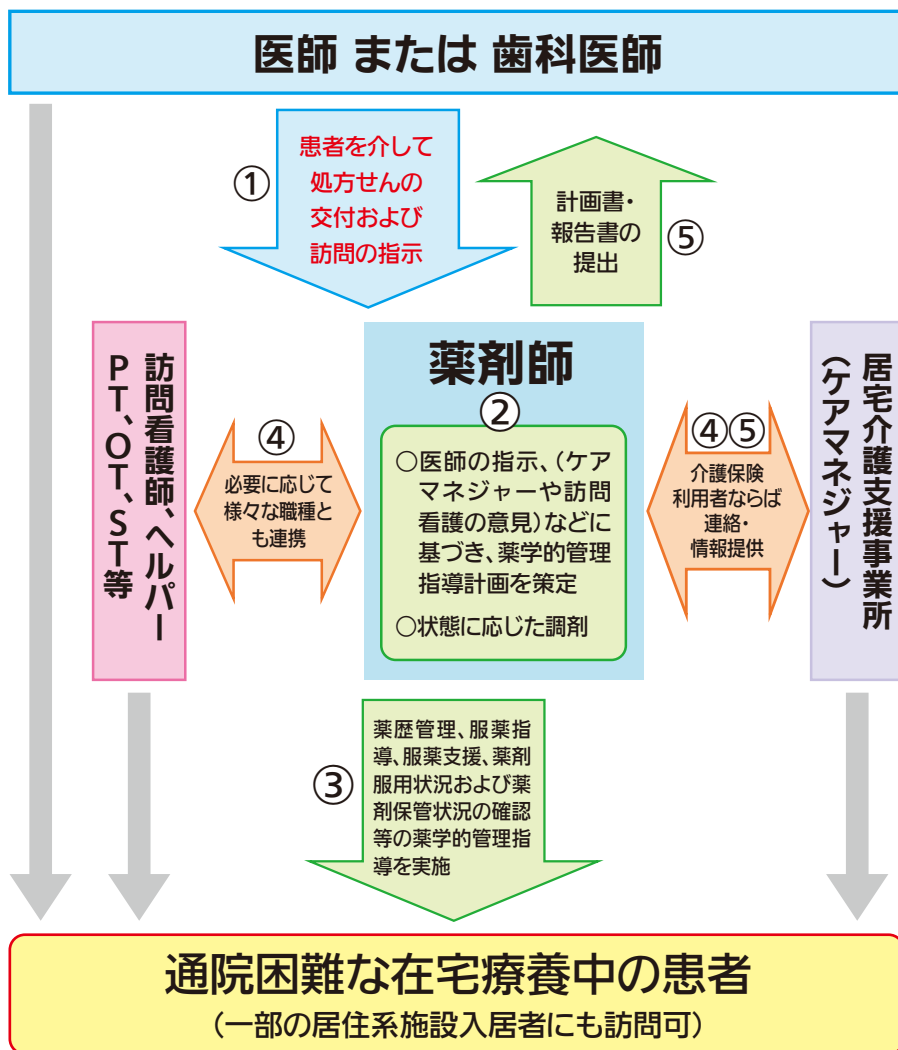 医師 または 歯科医師
①
患者を介して
処方せんの
交付および
訪問の指示
計画書・
報告書の
提出
⑤
訪問看護師、ヘルパー
PT、OT、ST等
④
必要に応じて
様々な職種と
も連携
薬剤師
②
○医師の指示、(ケア
マネジャーや訪問
看護の意見)などに
基づき、薬学的管理
指導計画を策定
○状態に応じた調剤
④⑤
介護保険
利用者ならば
連絡・
情報提供
居宅介護支援事業所
(ケアマネジャー)
③
薬歴管理、服薬指
導、服薬支援、薬剤
服用状況および薬
剤保管状況の確認
等の薬学的管理指
導を実施
通院困難な在宅療養中の患者
(一部の居住系施設入居者にも訪問可)